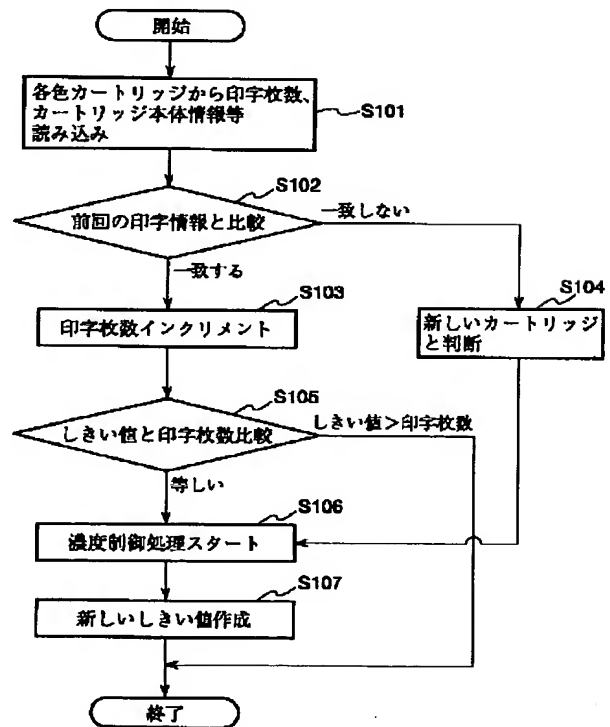 開始
各色カートリッジから印字枚数、
カートリッジ本体情報等
読み込み
S101
S102
前回の印字情報と比較
一致しない
一致する
S103
S104
印字枚数インクリメント
新しいカートリッジ
と判断
S105
しきい値と印字枚数比較
しきい値>印字枚数
等しい
S106
濃度制御処理スタート
S107
新しいしきい値作成
終了